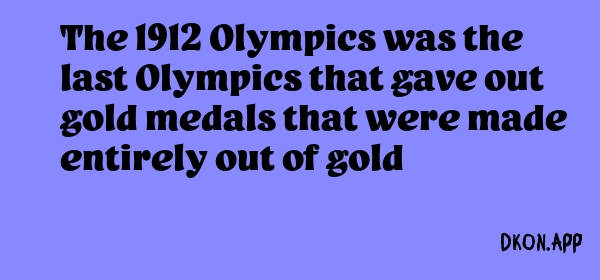 The 1912 Olympics was the
last Olympics that gave out
gold medals that were made
entirely out of gold
DKON.APP